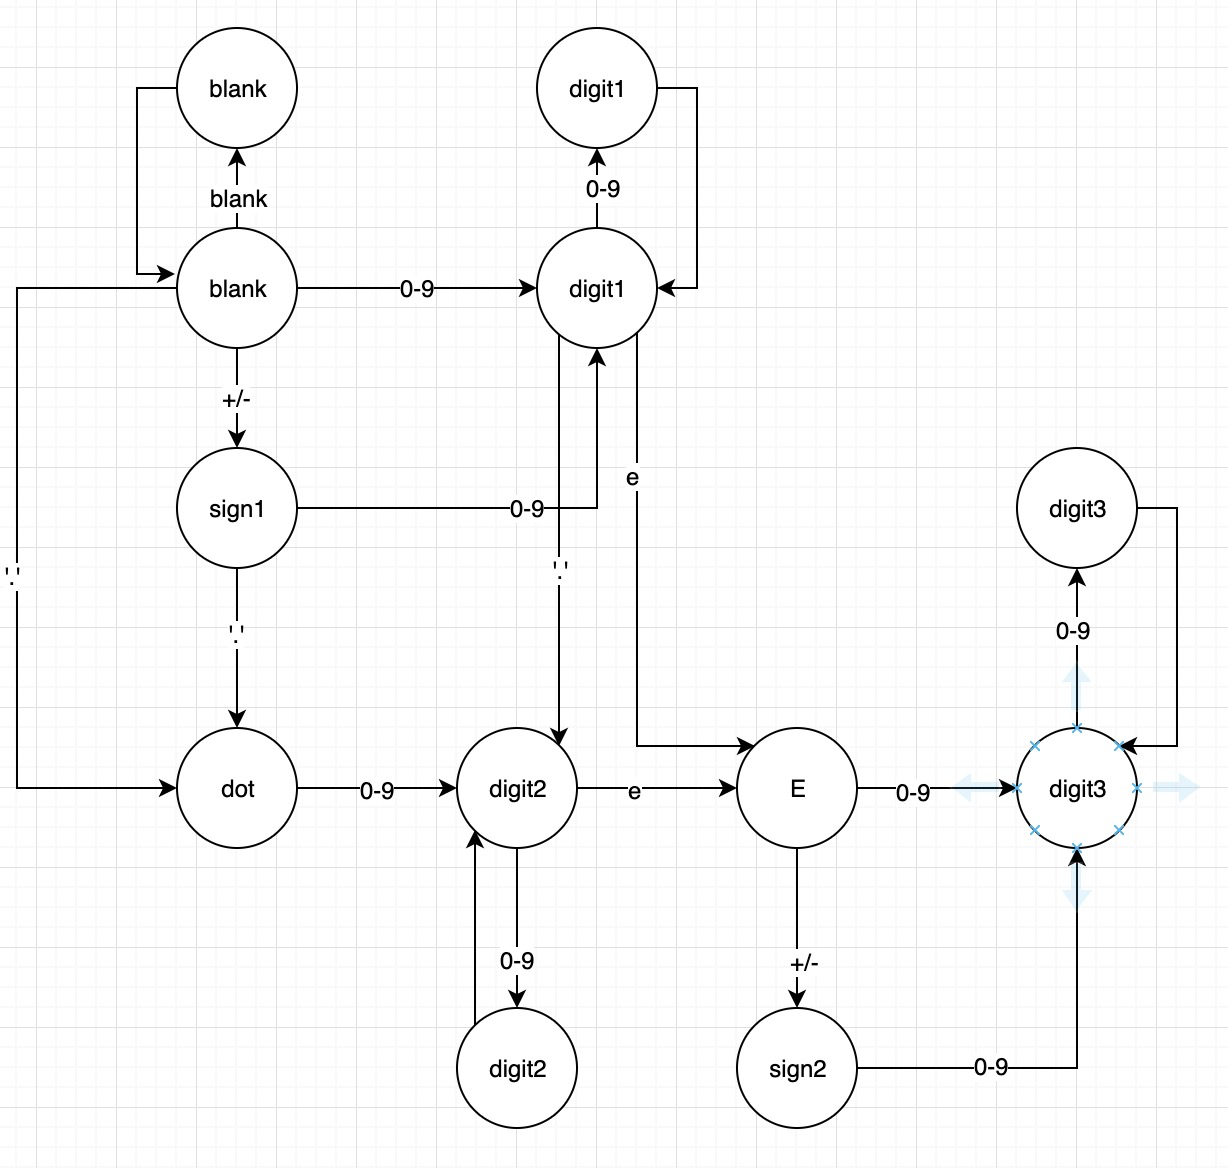 blank
digit1
blank
0-9
blank
0-9
digit1
+/-
e
sign1
0-9
digit3
'.'
'.'
'.'
0-9
dot
0-9
digit2
e
E
0-9
digit3
0-9
+/-
digit2
sign2
0-9